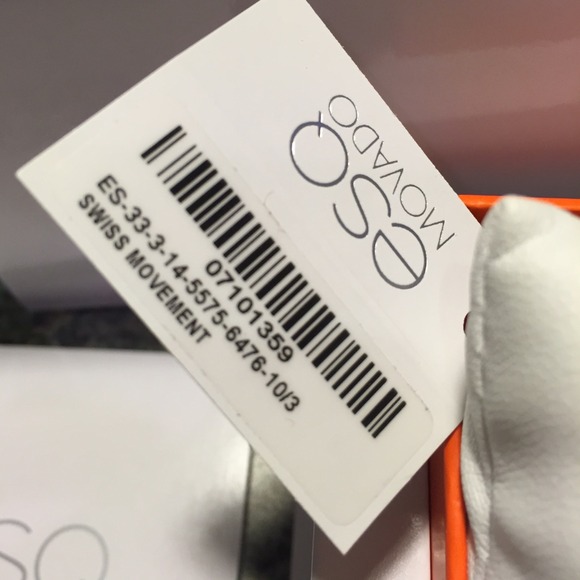 esq
MOVADO
07101359
ES-33-3-14-5575-6476-10/3
SWISS MOVEMENT
SQ